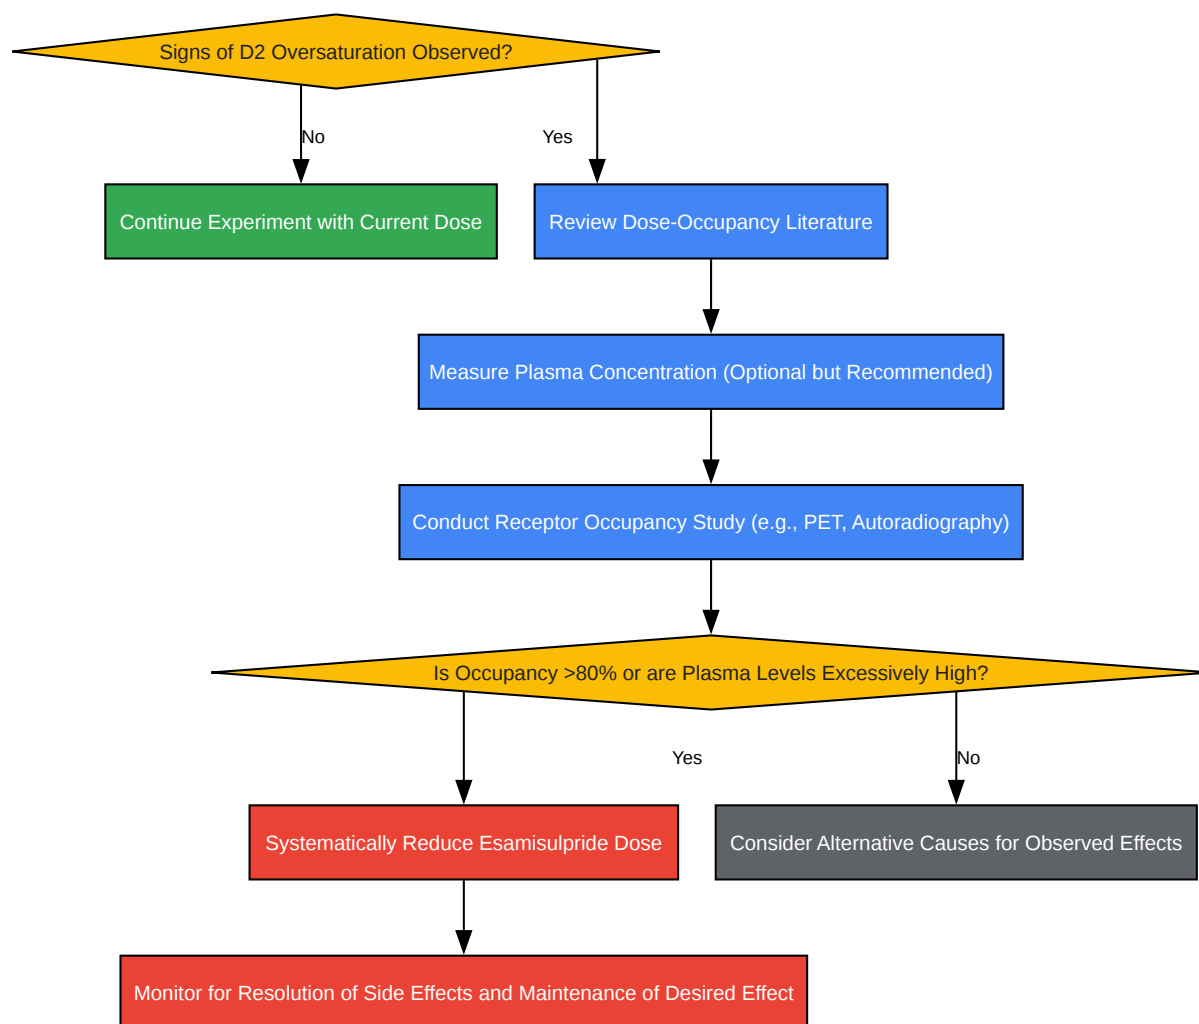 Signs of D2 Oversaturation Observed?
No
Yes
Continue Experiment with Current Dose
Review Dose-Occupancy Literature
Measure Plasma Concentration (Optional but Recommended)
Conduct Receptor Occupancy Study (e.g., PET, Autoradiography)
Is Occupancy >80% or are Plasma Levels Excessively High?
Yes
No
Systematically Reduce Esamisulpride Dose
Consider Alternative Causes for Observed Effects
Monitor for Resolution of Side Effects and Maintenance of Desired Effect